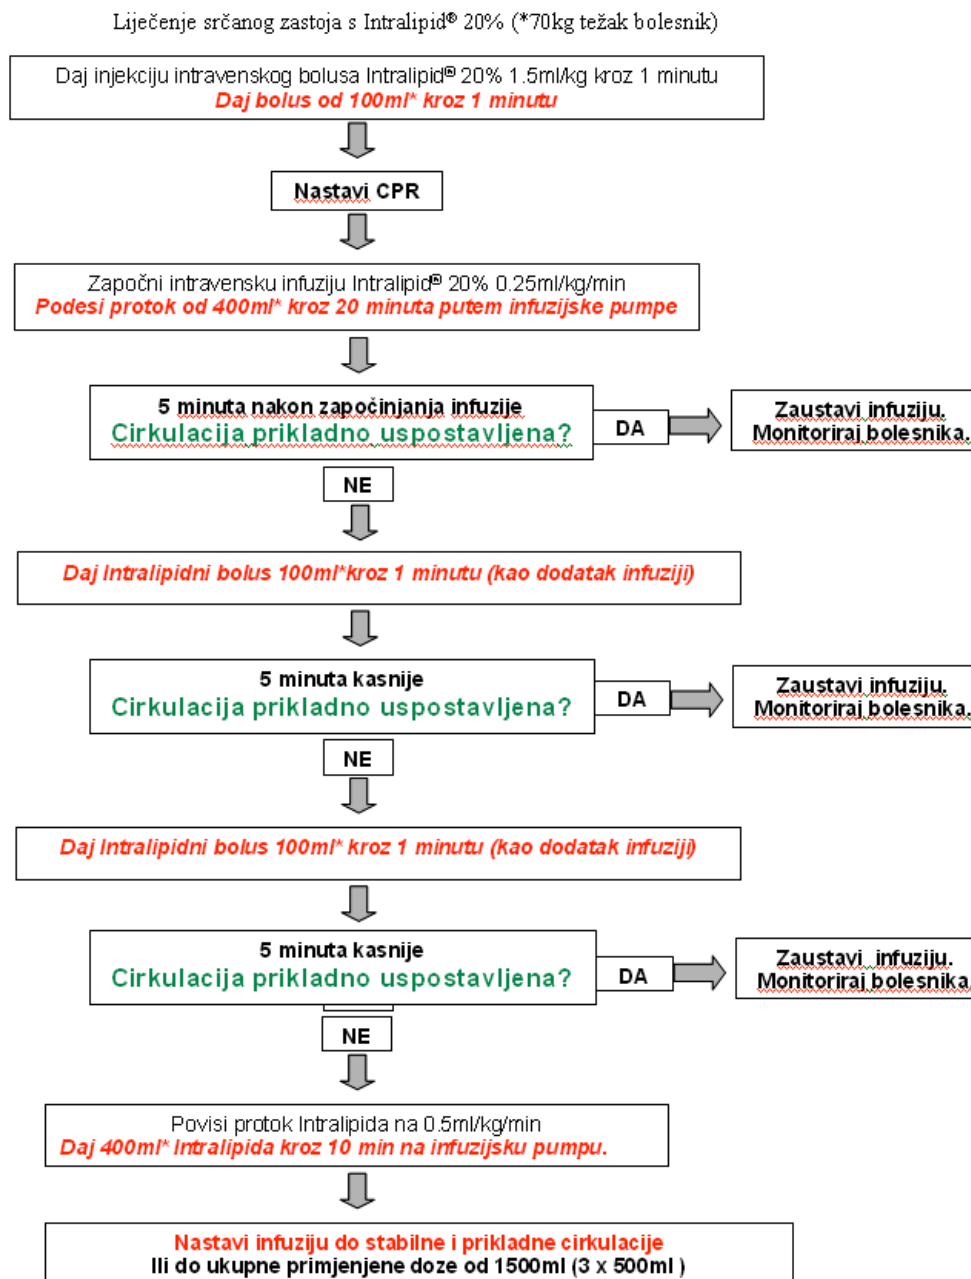 Liječenje srčanog zastoja s Intralipid® 20% (*70kg težak bolesnik)
Daj injekciju intravenskog bolusa Intralipid® 20% 1.5ml/kg kroz 1 minutu
Daj bolus od 100ml* kroz 1 minutu
Nastavi CPR
Započni intravensku infuziju Intralipid® 20% 0.25ml/kg/min
Podesi protok od 400ml* kroz 20 minuta putem infuzijske pumpe
5 minuta nakon započinjanja infuzije
Cirkulacija prikladno uspostavljena?
DA
Zaustavi infuziju.
Monitoriraj bolesnika.
NE
Daj Intralipidni bolus 100ml*kroz 1 minutu (kao dodatak infuziji)
5 minuta kasnije
Cirkulacija prikladno uspostavljena?
DA
Zaustavi infuziju.
Monitoriraj bolesnika.
NE
Daj Intralipidni bolus 100ml* kroz 1 minutu (kao dodatak infuziji)
5 minuta kasnije
Cirkulacija prikladno uspostavljena?
DA
Zaustavi infuziju.
Monitoriraj bolesnika.
NE
Povisi protok Intralipida na 0.5ml/kg/min
Daj 400ml* Intralipida kroz 10 min na infuzijsku pumpu.
Nastavi infuziju do stabilne i prikladne cirkulacije
Ili do ukupne primjenjene doze od 1500ml (3 x 500ml )